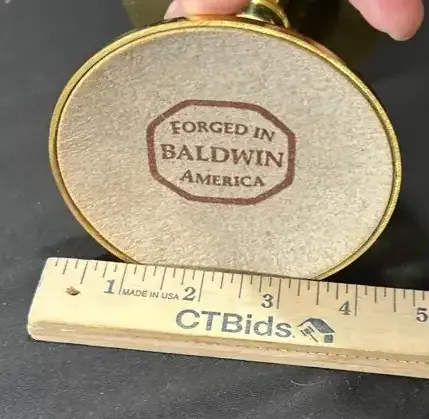 FORGED IN
BALDWIN
AMERICA
1 MADE IN USA 2 3 4 5
CTBids